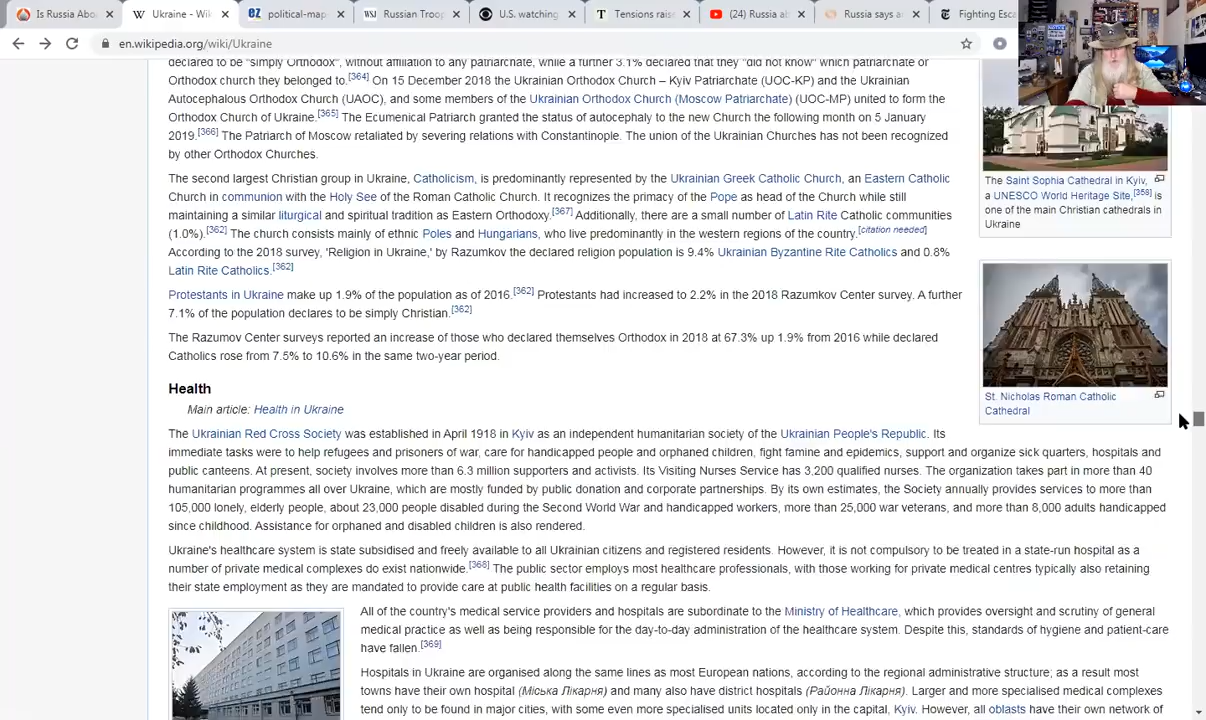 Is Russia Abo
Ukraine - Wik
political-map
Russian Troop
U.S. watching
Tensions raise
(24) Russia ab
Russia says a
Fighting Esc
en.wikipedia.org/wiki/Ukraine
declared to be "simply Orthodox", without affiliation to any patriarchate, while a further 3.1% declared that they "did not know" which patriarchate or
Orthodox church they belonged to.[364] On 15 December 2018 the Ukrainian Orthodox Church – Kyiv Patriarchate (UOC-KP) and the Ukrainian
Autocephalous Orthodox Church (UAOC), and some members of the Ukrainian Orthodox Church (Moscow Patriarchate) (UOC-MP) united to form the
Orthodox Church of Ukraine.[365] The Ecumenical Patriarch granted the status of autocephaly to the new Church the following month on 5 January
2019.[366] The Patriarch of Moscow retaliated by severing relations with Constantinople. The union of the Ukrainian Churches has not been recognized
by other Orthodox Churches.
The second largest Christian group in Ukraine, Catholicism, is predominantly represented by the Ukrainian Greek Catholic Church, an Eastern Catholic
Church in communion with the Holy See of the Roman Catholic Church. It recognizes the primacy of the Pope as head of the Church while still
maintaining a similar liturgical and spiritual tradition as Eastern Orthodoxy.[367] Additionally, there are a small number of Latin Rite Catholic communities
(1.0%).[362] The church consists mainly of ethnic Poles and Hungarians, who live predominantly in the western regions of the country.[citation needed]
According to the 2018 survey, 'Religion in Ukraine,' by Razumkov the declared religion population is 9.4% Ukrainian Byzantine Rite Catholics and 0.8%
Latin Rite Catholics.[362]
Protestants in Ukraine make up 1.9% of the population as of 2016.[362] Protestants had increased to 2.2% in the 2018 Razumkov Center survey. A further
7.1% of the population declares to be simply Christian.[362]
The Razumov Center surveys reported an increase of those who declared themselves Orthodox in 2018 at 67.3% up 1.9% from 2016 while declared
Catholics rose from 7.5% to 10.6% in the same two-year period.
The Saint Sophia Cathedral in Kyiv,
a UNESCO World Heritage Site,[358] is
one of the main Christian cathedrals in
Ukraine
St. Nicholas Roman Catholic
Cathedral
Health
Main article: Health in Ukraine
The Ukrainian Red Cross Society was established in April 1918 in Kyiv as an independent humanitarian society of the Ukrainian People's Republic. Its
immediate tasks were to help refugees and prisoners of war, care for handicapped people and orphaned children, fight famine and epidemics, support and organize sick quarters, hospitals and
public canteens. At present, society involves more than 6.3 million supporters and activists. Its Visiting Nurses Service has 3,200 qualified nurses. The organization takes part in more than 40
humanitarian programmes all over Ukraine, which are mostly funded by public donation and corporate partnerships. By its own estimates, the Society annually provides services to more than
105,000 lonely, elderly people, about 23,000 people disabled during the Second World War and handicapped workers, more than 25,000 war veterans, and more than 8,000 adults handicapped
since childhood. Assistance for orphaned and disabled children is also rendered.
Ukraine's healthcare system is state subsidised and freely available to all Ukrainian citizens and registered residents. However, it is not compulsory to be treated in a state-run hospital as a
number of private medical complexes do exist nationwide.[368] The public sector employs most healthcare professionals, with those working for private medical centres typically also retaining
their state employment as they are mandated to provide care at public health facilities on a regular basis.
All of the country's medical service providers and hospitals are subordinate to the Ministry of Healthcare, which provides oversight and scrutiny of general
medical practice as well as being responsible for the day-to-day administration of the healthcare system. Despite this, standards of hygiene and patient-care
have fallen.[369]
Hospitals in Ukraine are organised along the same lines as most European nations, according to the regional administrative structure; as a result most
towns have their own hospital (Міська Лікарня) and many also have district hospitals (Районна Лікарня). Larger and more specialised medical complexes
tend only to be found in major cities, with some even more specialised units located only in the capital, Kyiv. However, all oblasts have their own network of